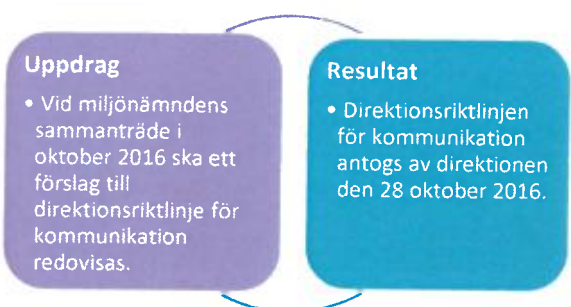 Uppdrag
• Vid miljönämndens
sammanträde i
oktober 2016 ska ett
förslag till
direktionsriktlinje för
kommunikation
redovisas.
Resultat
• Direktionsriktlinjen
för kommunikation
antogs av direktionen
den 28 oktober 2016.